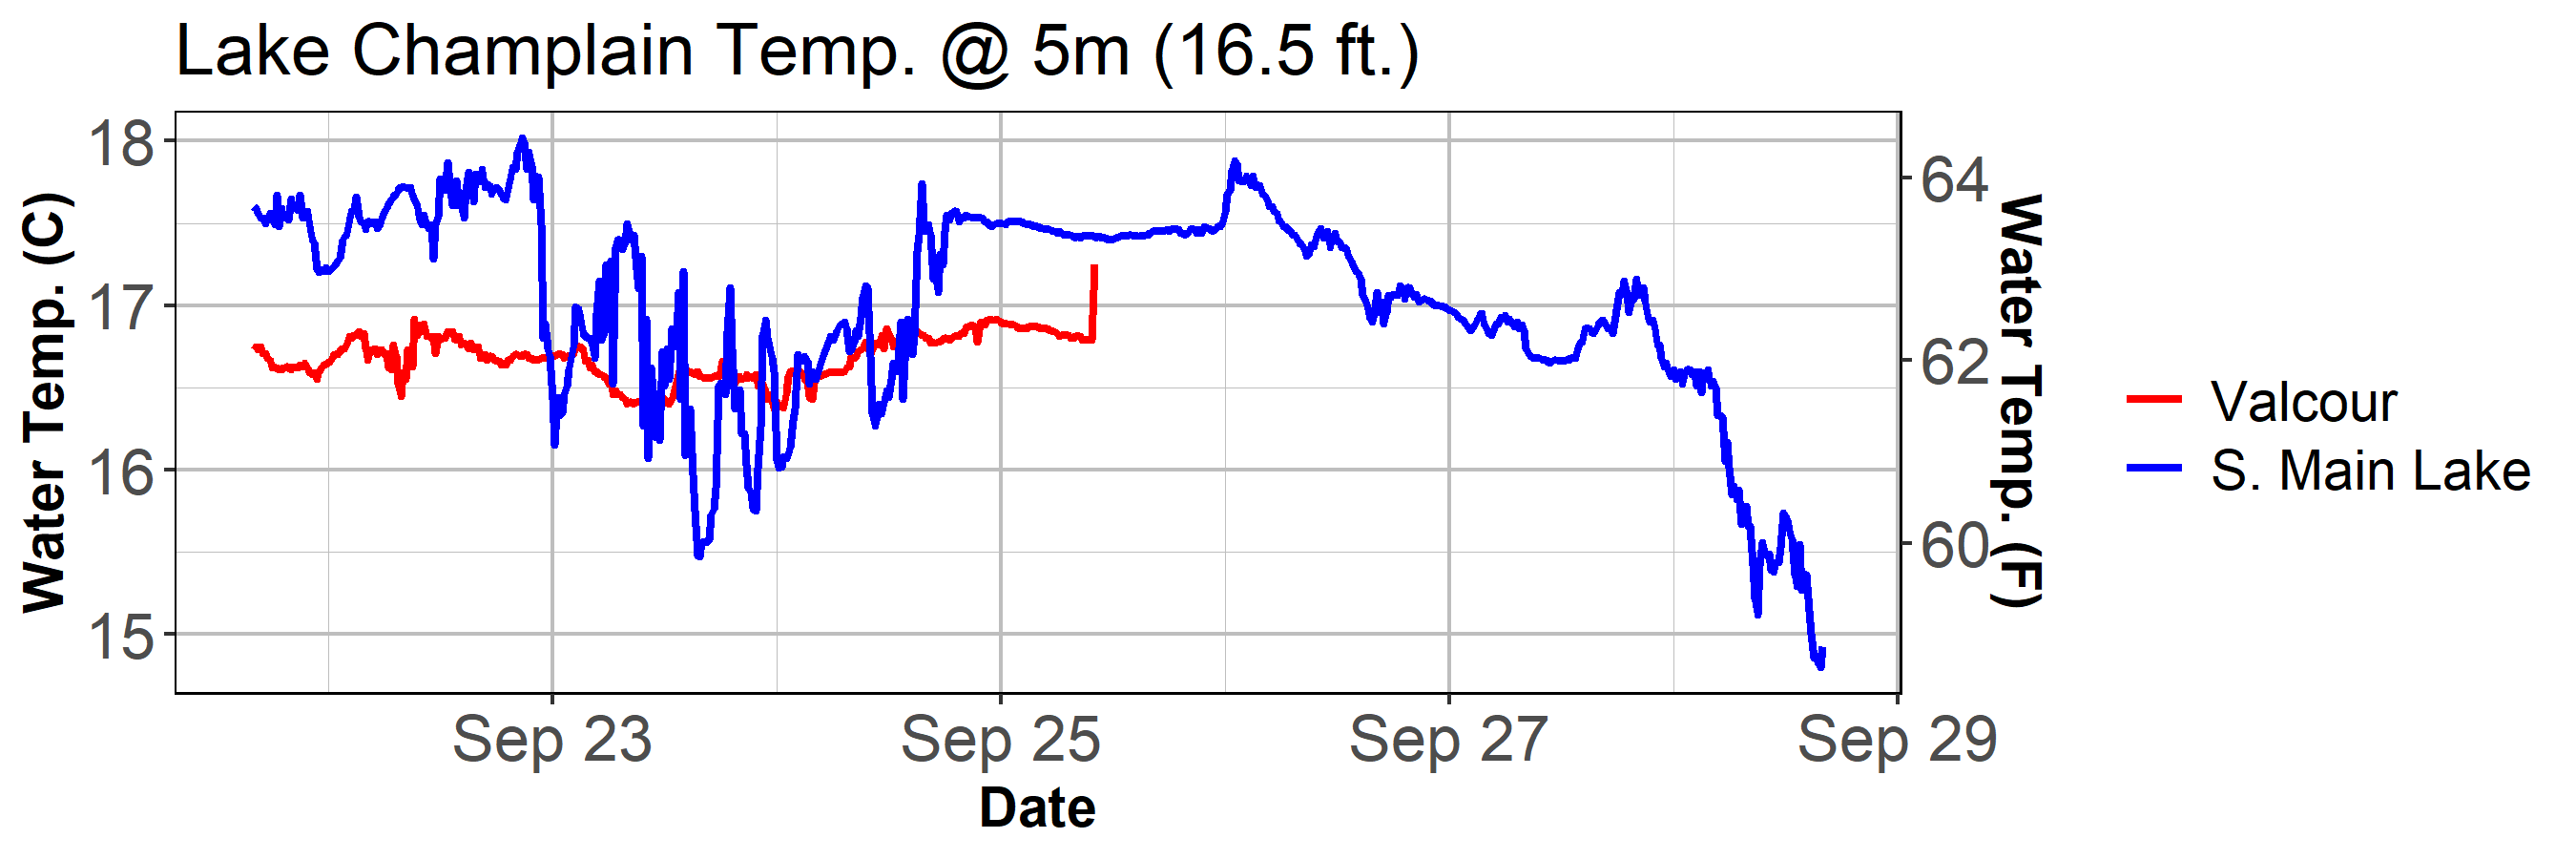 Lake Champlain Temp. @ 5m (16.5 ft.)
Water Temp. (C)
18
17
16
15
64
62
60
Water Temp. (F)
Sep 23
Sep 25
Sep 27
Sep 29
Date
Valcour
S. Main Lake